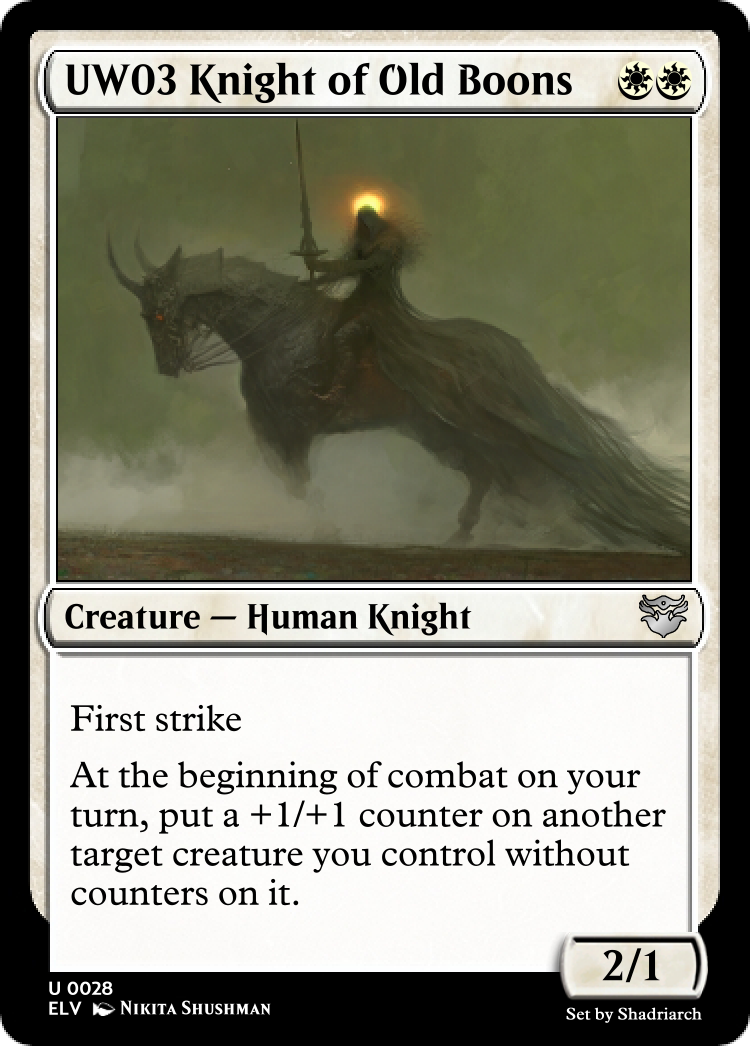 UW03 Knight of Old Boons
Creature — Human Knight
First strike
At the beginning of combat on your
turn, put a +1/+1 counter on another
target creature you control without
counters on it.
2/1
U 0028
ELV Nikita Shushman
Set by Shadriarch